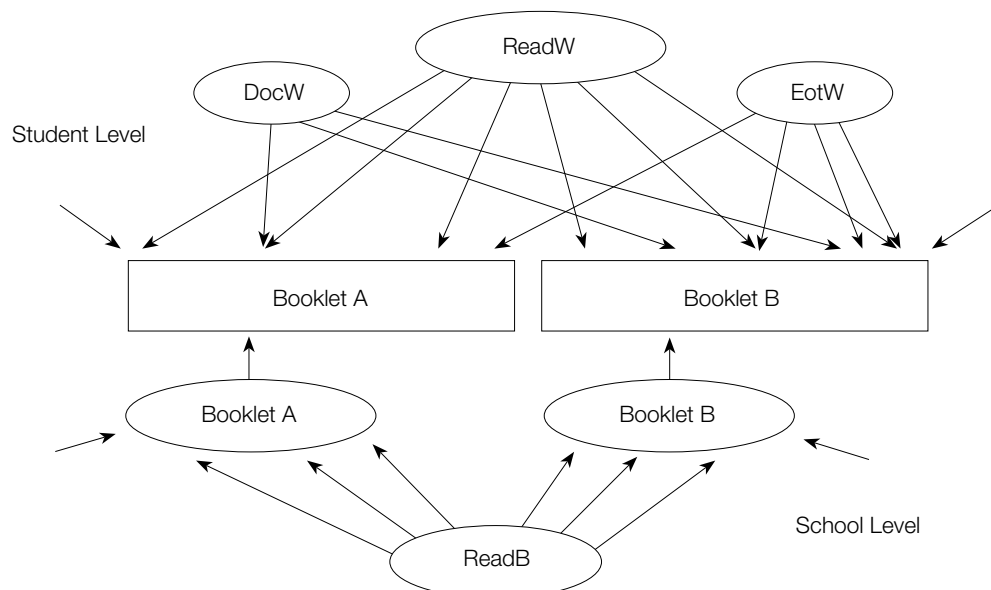 ReadW
DocW
EotW
Student Level
Booklet A
Booklet B
Booklet A
Booklet B
School Level
ReadB